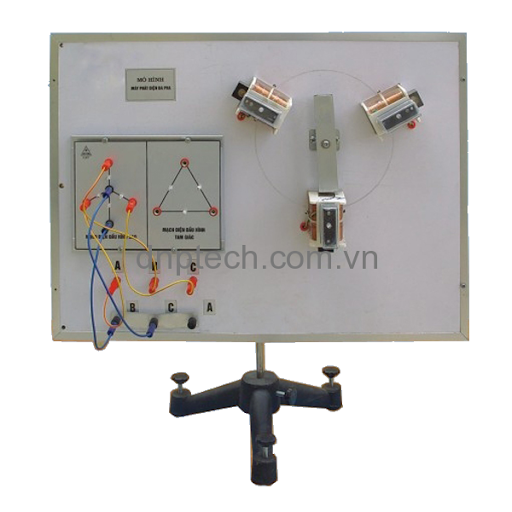 MÔ HÌNH
MÁY PHÁT ĐIỆN BA PHA
MẠCH ĐIỆN ĐẤU HÌNH
TAM GIÁC
A
C
B C A
dnptech.com.vn